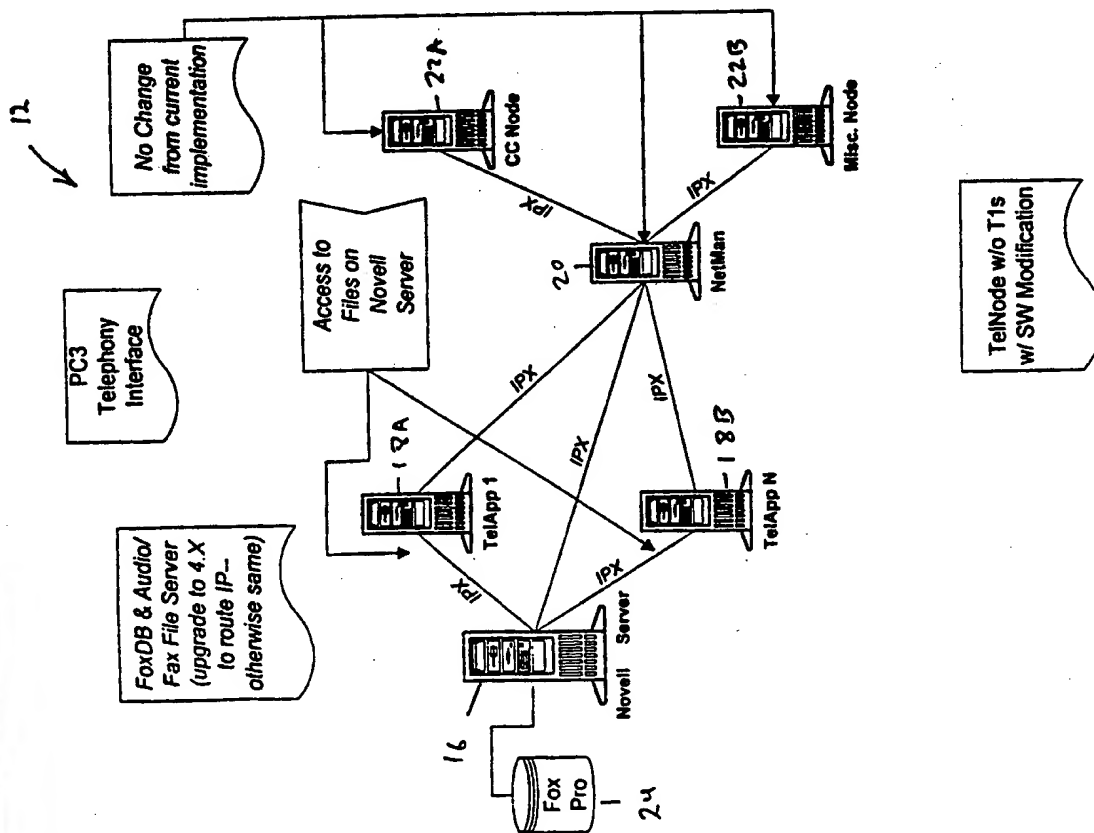 12
PC3
Telephony
Interface
No Change
from current
implementation
FoxDB & Audio/
Fax File Server
(upgrade to 4.X
to route IP--
otherwise same)
Access to
Files on
Novell
Server
16
Novell Server
Fox
Pro
24
18A
TelApp 1
18B
TelApp N
20
NetMan
22A
CC Node
22B
Misc. Node
IPX
IPX
IPX
IPX
IPX
IPX
IPX
TelNode w/o T1s
w/ SW Modification